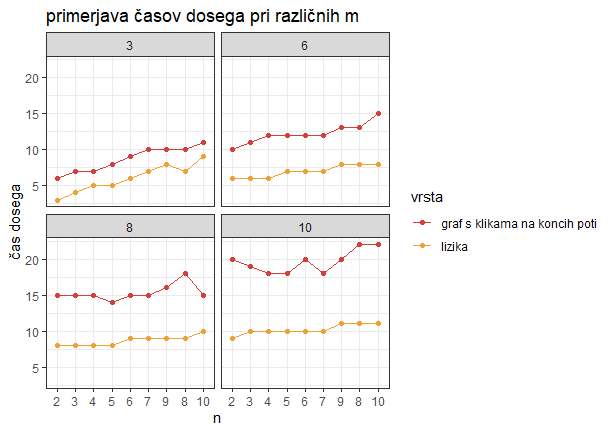 primerjava časov dosega pri različnih m
3
6
20
15
10
5
8
10
20
15
10
5
2 3 4 5 6 7 9 8 10
2 3 4 5 6 7 9 8 10
n
čas dosega
vrsta
graf s klikama na koncih poti
lizika